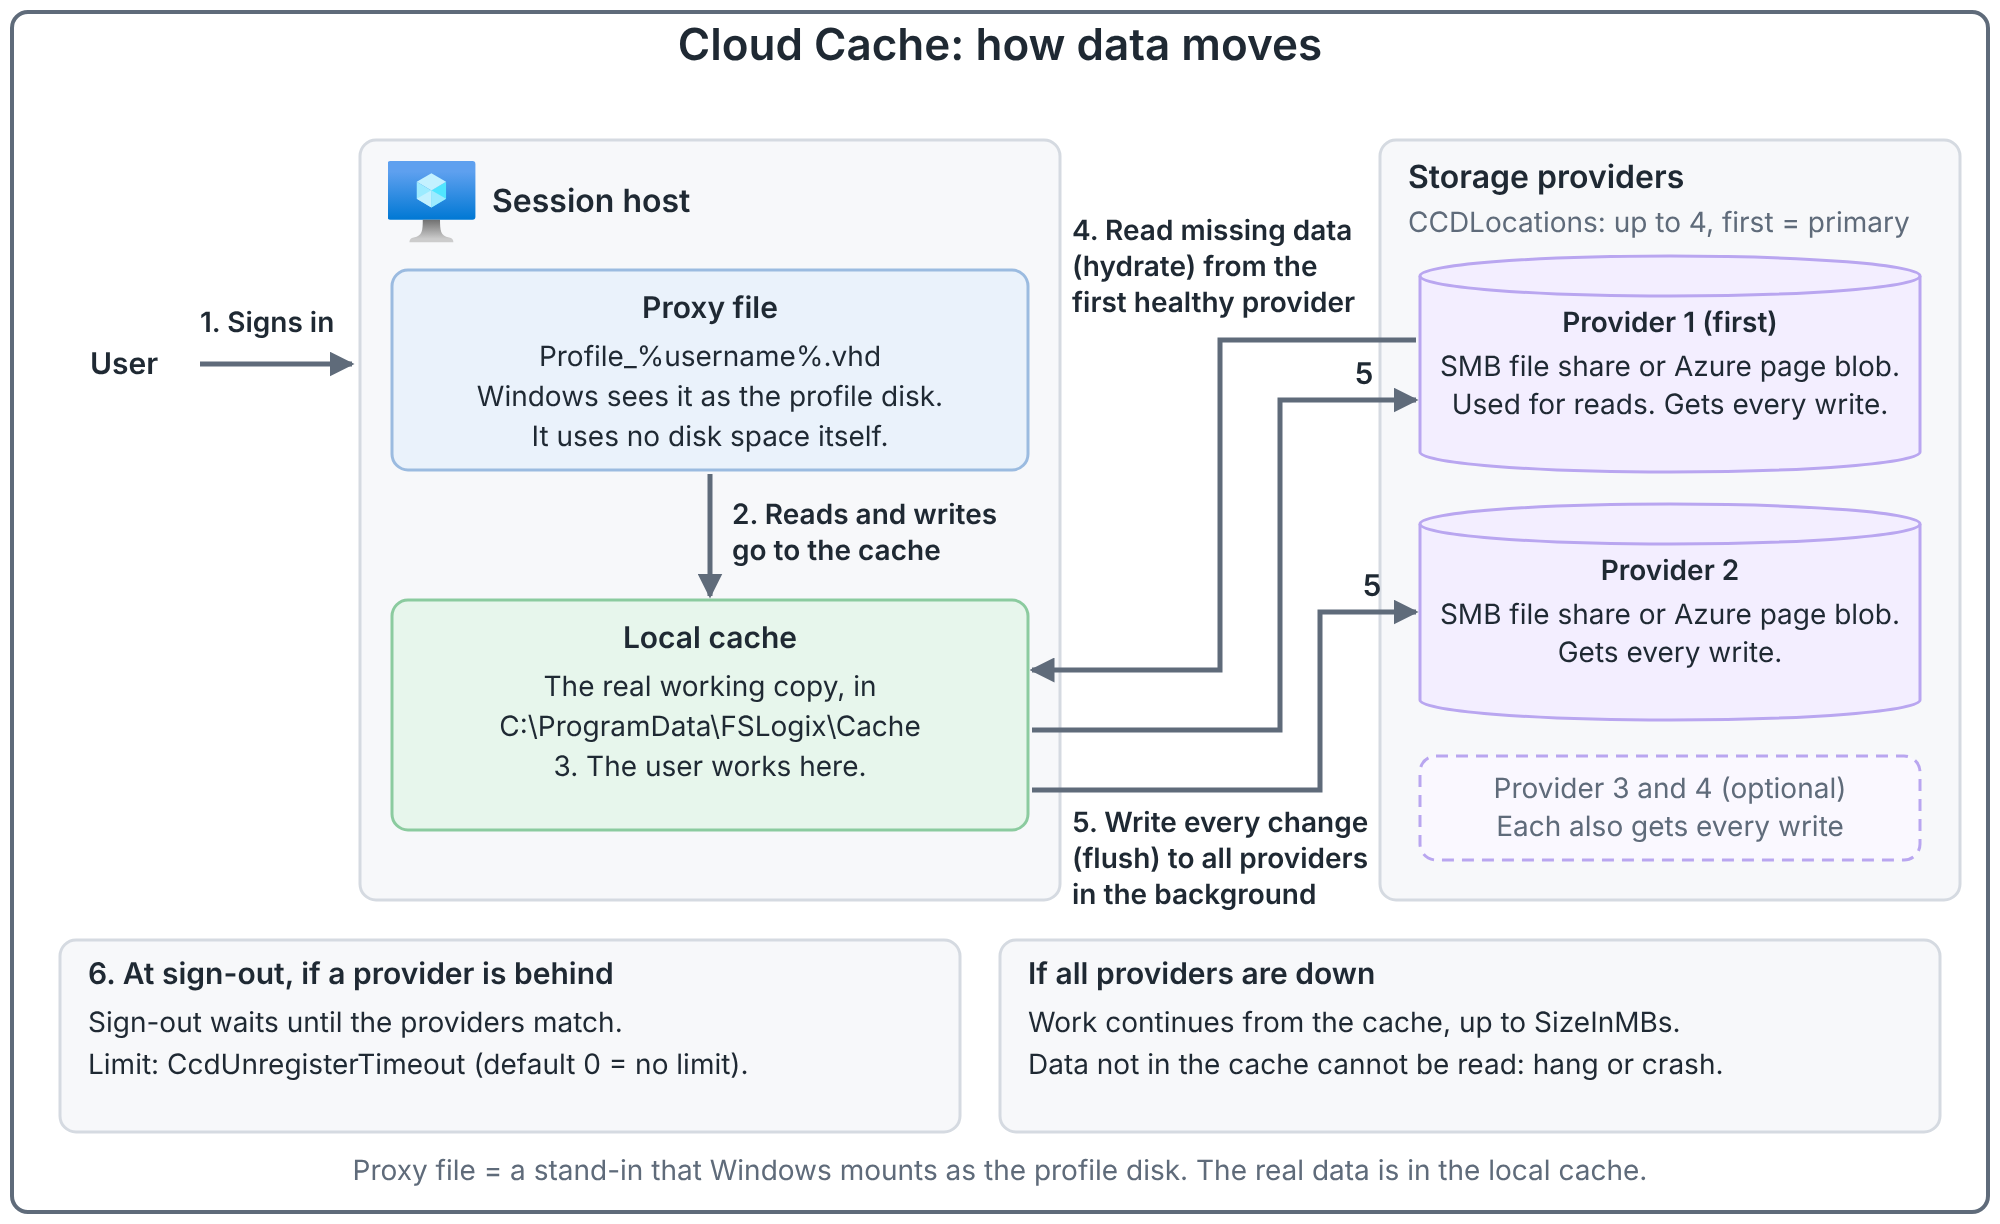 Cloud Cache: how data moves
Session host
Storage providers
CCDLocations: up to 4, first = primary
User
1. Signs in
Proxy file
Profile_%username%.vhd
Windows sees it as the profile disk.
It uses no disk space itself.
2. Reads and writes
go to the cache
Local cache
The real working copy, in
C:\ProgramData\FSLogix\Cache
3. The user works here.
4. Read missing data
(hydrate) from the
first healthy provider
5
5
5. Write every change
(flush) to all providers
in the background
Provider 1 (first)
SMB file share or Azure page blob.
Used for reads. Gets every write.
Provider 2
SMB file share or Azure page blob.
Gets every write.
Provider 3 and 4 (optional)
Each also gets every write
6. At sign-out, if a provider is behind
Sign-out waits until the providers match.
Limit: CcdUnregisterTimeout (default 0 = no limit).
If all providers are down
Work continues from the cache, up to SizeInMBs.
Data not in the cache cannot be read: hang or crash.
Proxy file = a stand-in that Windows mounts as the profile disk. The real data is in the local cache.